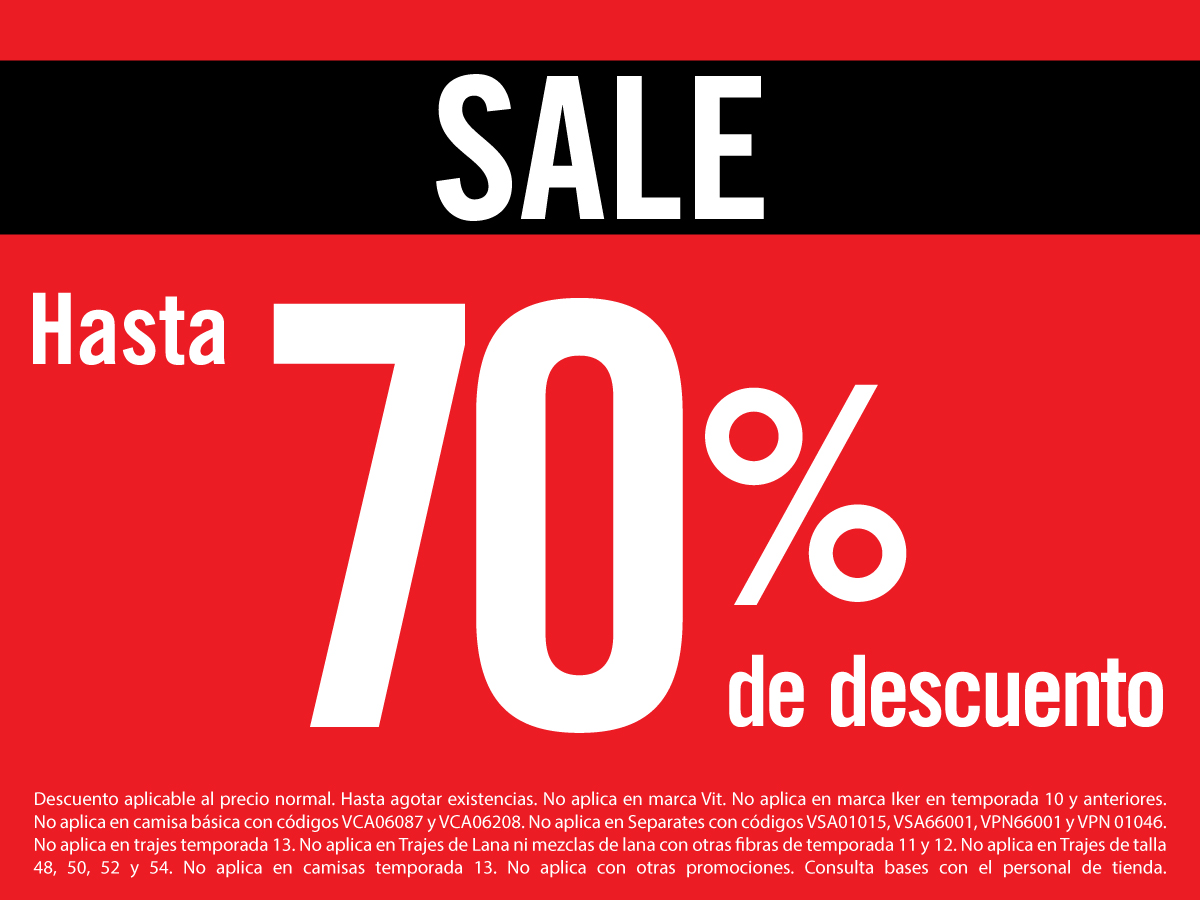 SALE
Hasta 70%
de descuento
Descuento aplicable al precio normal. Hasta agotar existencias. No aplica en marca Vit. No aplica en marca Iker en temporada 10 y anteriores.
No aplica en camisa básica con códigos VCA06087 y VCA06208. No aplica en Separates con códigos VSA01015, VSA66001, VPN66001 y VPN 01046.
No aplica en trajes temporada 13. No aplica en Trajes de Lana ni mezclas de lana con otras fibras de temporada 11 y 12. No aplica en Trajes de talla
48, 50, 52 y 54. No aplica en camisas temporada 13. No aplica con otras promociones. Consulta bases con el personal de tienda.